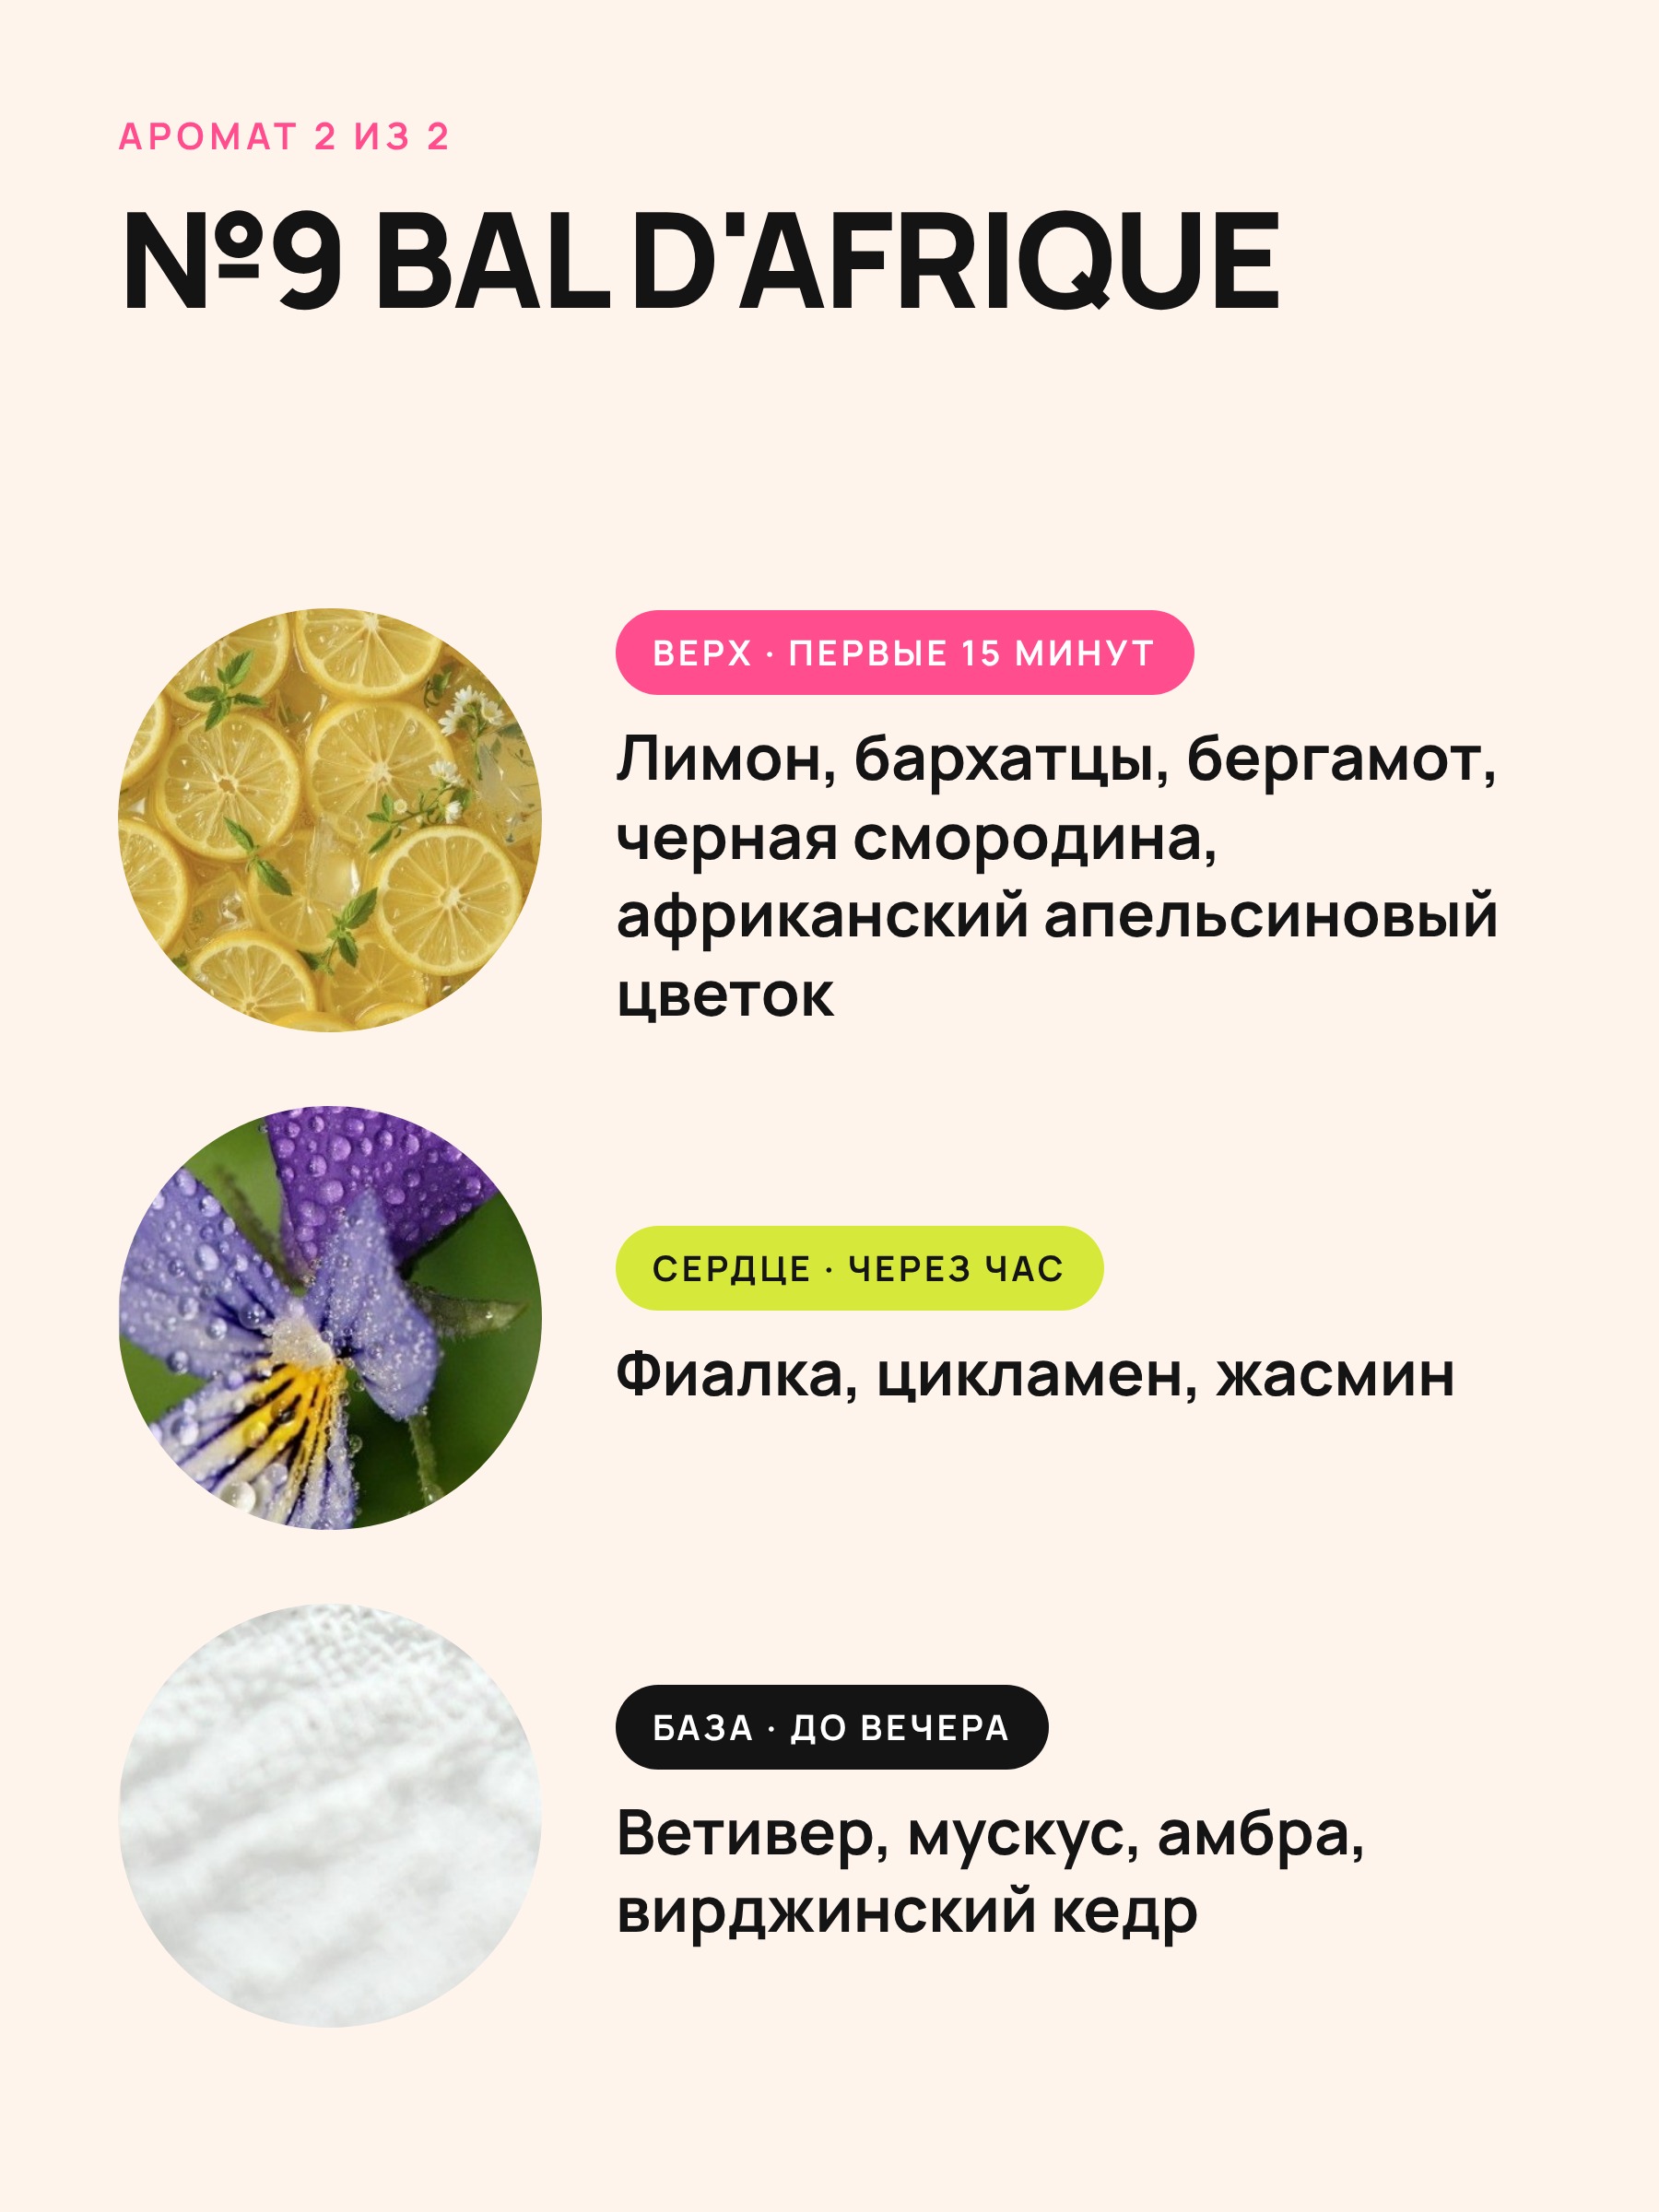 АРОМАТ 2 ИЗ 2
№9 BAL D'AFRIQUE
ВЕРХ · ПЕРВЫЕ 15 МИНУТ
Лимон, бархатцы, бергамот,
черная смородина,
африканский апельсиновый
цветок
СЕРДЦЕ · ЧЕРЕЗ ЧАС
Фиалка, цикламен, жасмин
БАЗА · ДО ВЕЧЕРА
Ветивер, мускус, амбра,
вирджинский кедр